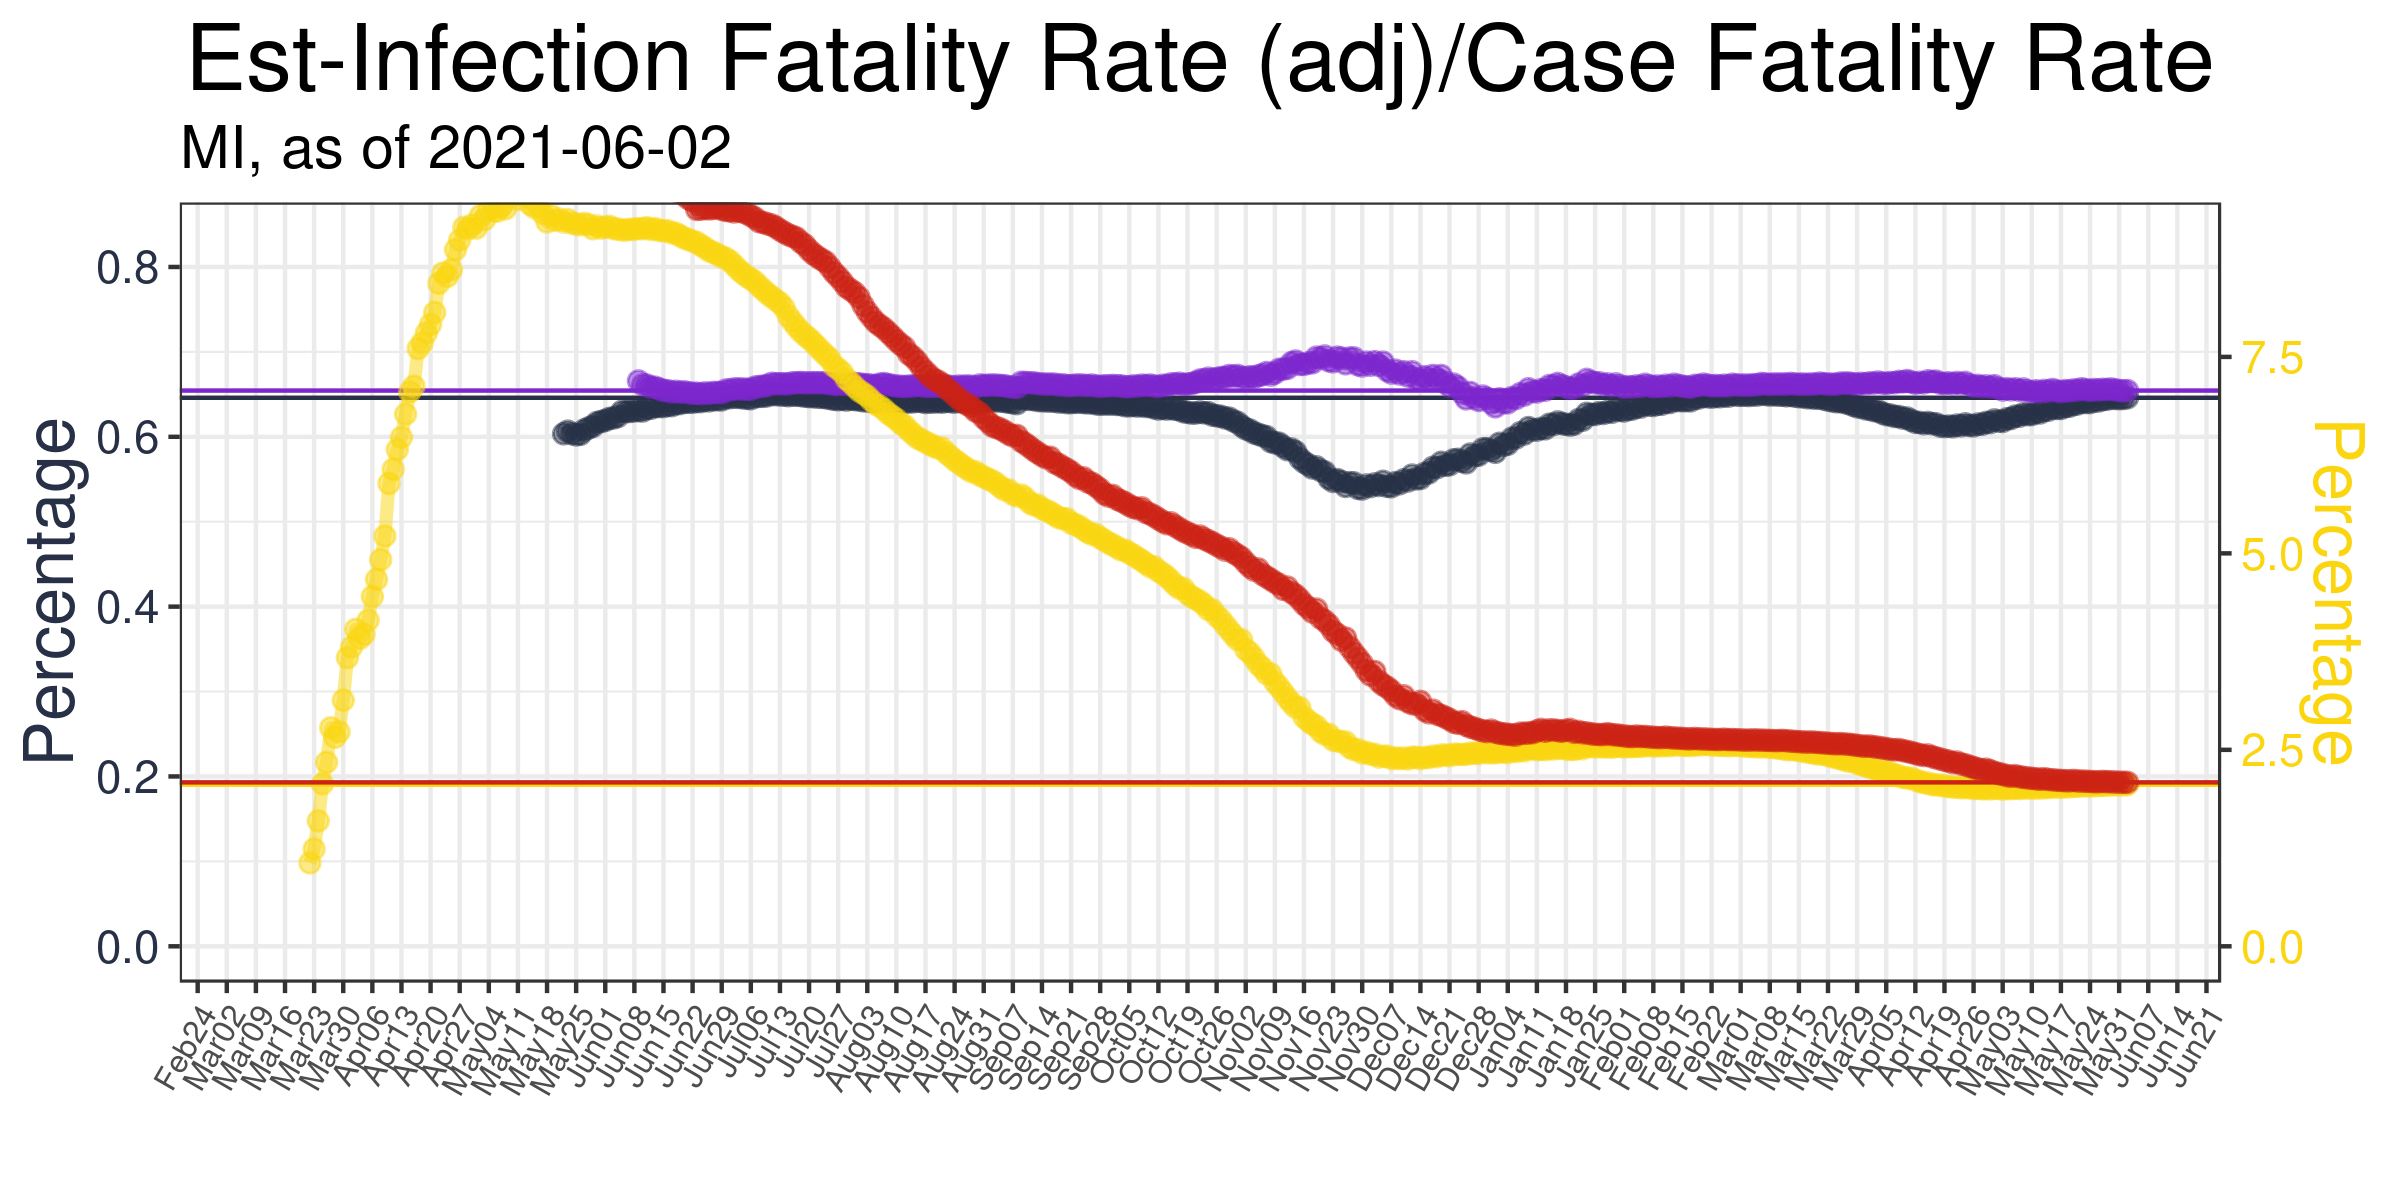 Est-Infection Fatality Rate (adj)/Case Fatality Rate
MI, as of 2021-06-02
Percentage
0.8
0.6
0.4
0.2
0.0
7.5
5.0
2.5
0.0
Percentage
Feb24
Mar02
Mar09
Mar16
Mar23
Mar30
Apr06
Apr13
Apr20
Apr27
May04
May11
May18
May25
Jun01
Jun08
Jun15
Jun22
Jun29
Jul06
Jul13
Jul20
Jul27
Aug03
Aug10
Aug17
Aug24
Aug31
Sep07
Sep14
Sep21
Sep28
Oct05
Oct12
Oct19
Oct26
Nov02
Nov09
Nov16
Nov23
Nov30
Dec07
Dec14
Dec21
Dec28
Jan04
Jan11
Jan18
Jan25
Feb01
Feb08
Feb15
Feb22
Mar01
Mar08
Mar15
Mar22
Mar29
Apr05
Apr12
Apr19
Apr26
May03
May10
May17
May24
May31
Jun07
Jun14
Jun21